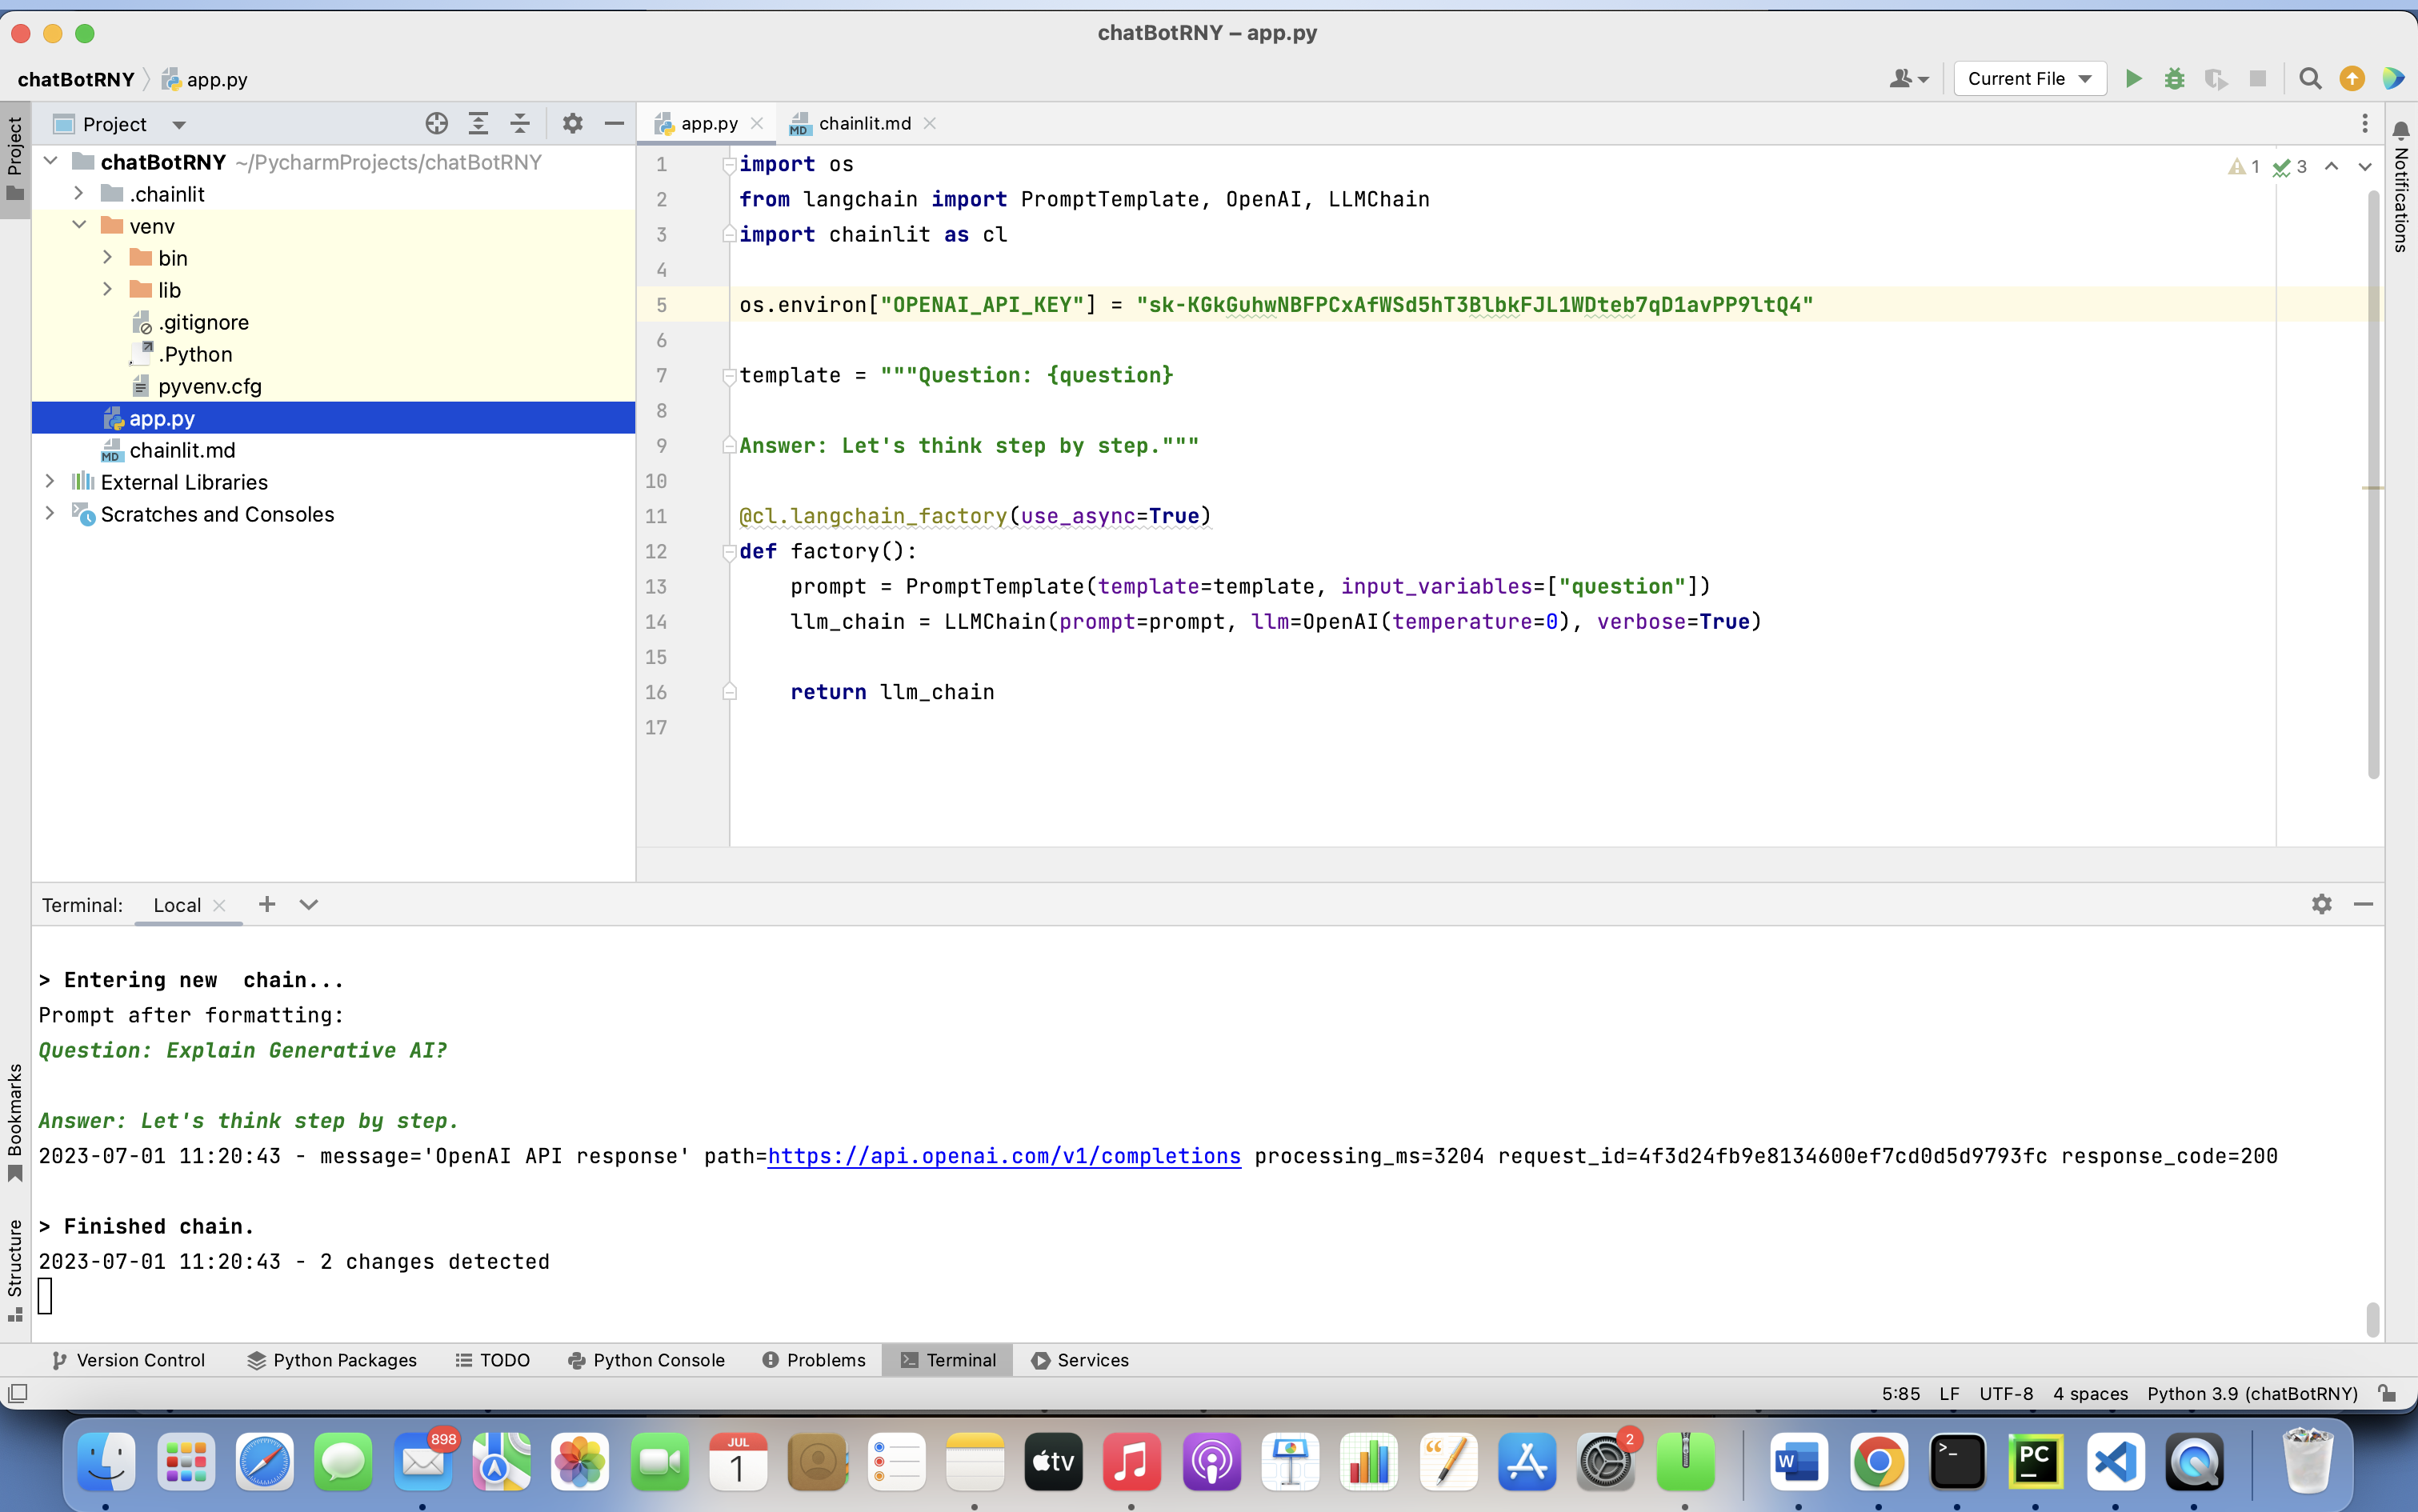 chatBotRNY – app.py
chatBotRNY
app.py
Current File
Project
Project
chatBotRNY ~/PycharmProjects/chatBotRNY
.chainlit
venv
bin
lib
.gitignore
.Python
pyvenv.cfg
app.py
chainlit.md
External Libraries
Scratches and Consoles
app.py
chainlit.md
1 3
Notifications
1 import os
2 from langchain import PromptTemplate, OpenAI, LLMChain
3 import chainlit as cl
4
5 os.environ["OPENAI_API_KEY"] = "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"
6
7 template = """Question: {question}
8
9 Answer: Let's think step by step."""
10
11 @cl.langchain_factory(use_async=True)
12 def factory():
13 prompt = PromptTemplate(template=template, input_variables=["question"])
14 llm_chain = LLMChain(prompt=prompt, llm=OpenAI(temperature=0), verbose=True)
15
16 return llm_chain
17
Terminal: Local
> Entering new  chain...
Prompt after formatting:
Question: Explain Generative AI?
Answer: Let's think step by step.
2023-07-01 11:20:43 - message='OpenAI API response' path=https://api.openai.com/v1/completions processing_ms=3204 request_id=4f3d24fb9e8134600ef7cd0d5d9793fc response_code=200
> Finished chain.
2023-07-01 11:20:43 - 2 changes detected
Bookmarks
Structure
Version Control Python Packages TODO Python Console Problems Terminal Services
5:85 LF UTF-8 4 spaces Python 3.9 (chatBotRNY)
898
JUL
1
tv
2
W
>_
PC